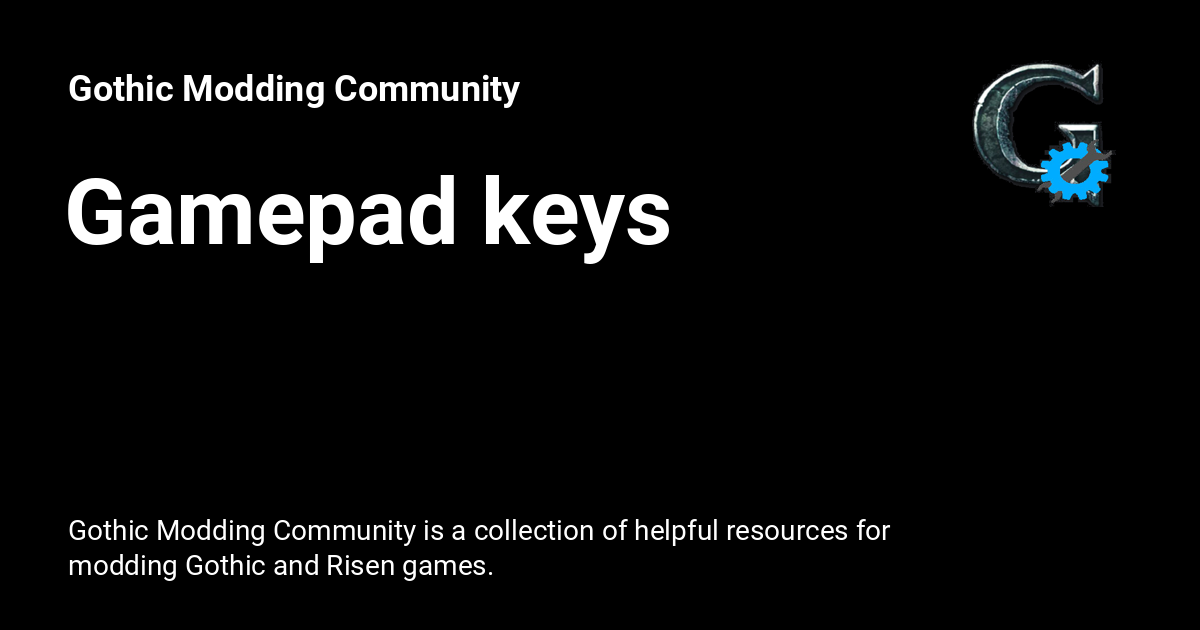 Gothic Modding Community
Gamepad keys
Gothic Modding Community is a collection of helpful resources for
modding Gothic and Risen games.
G